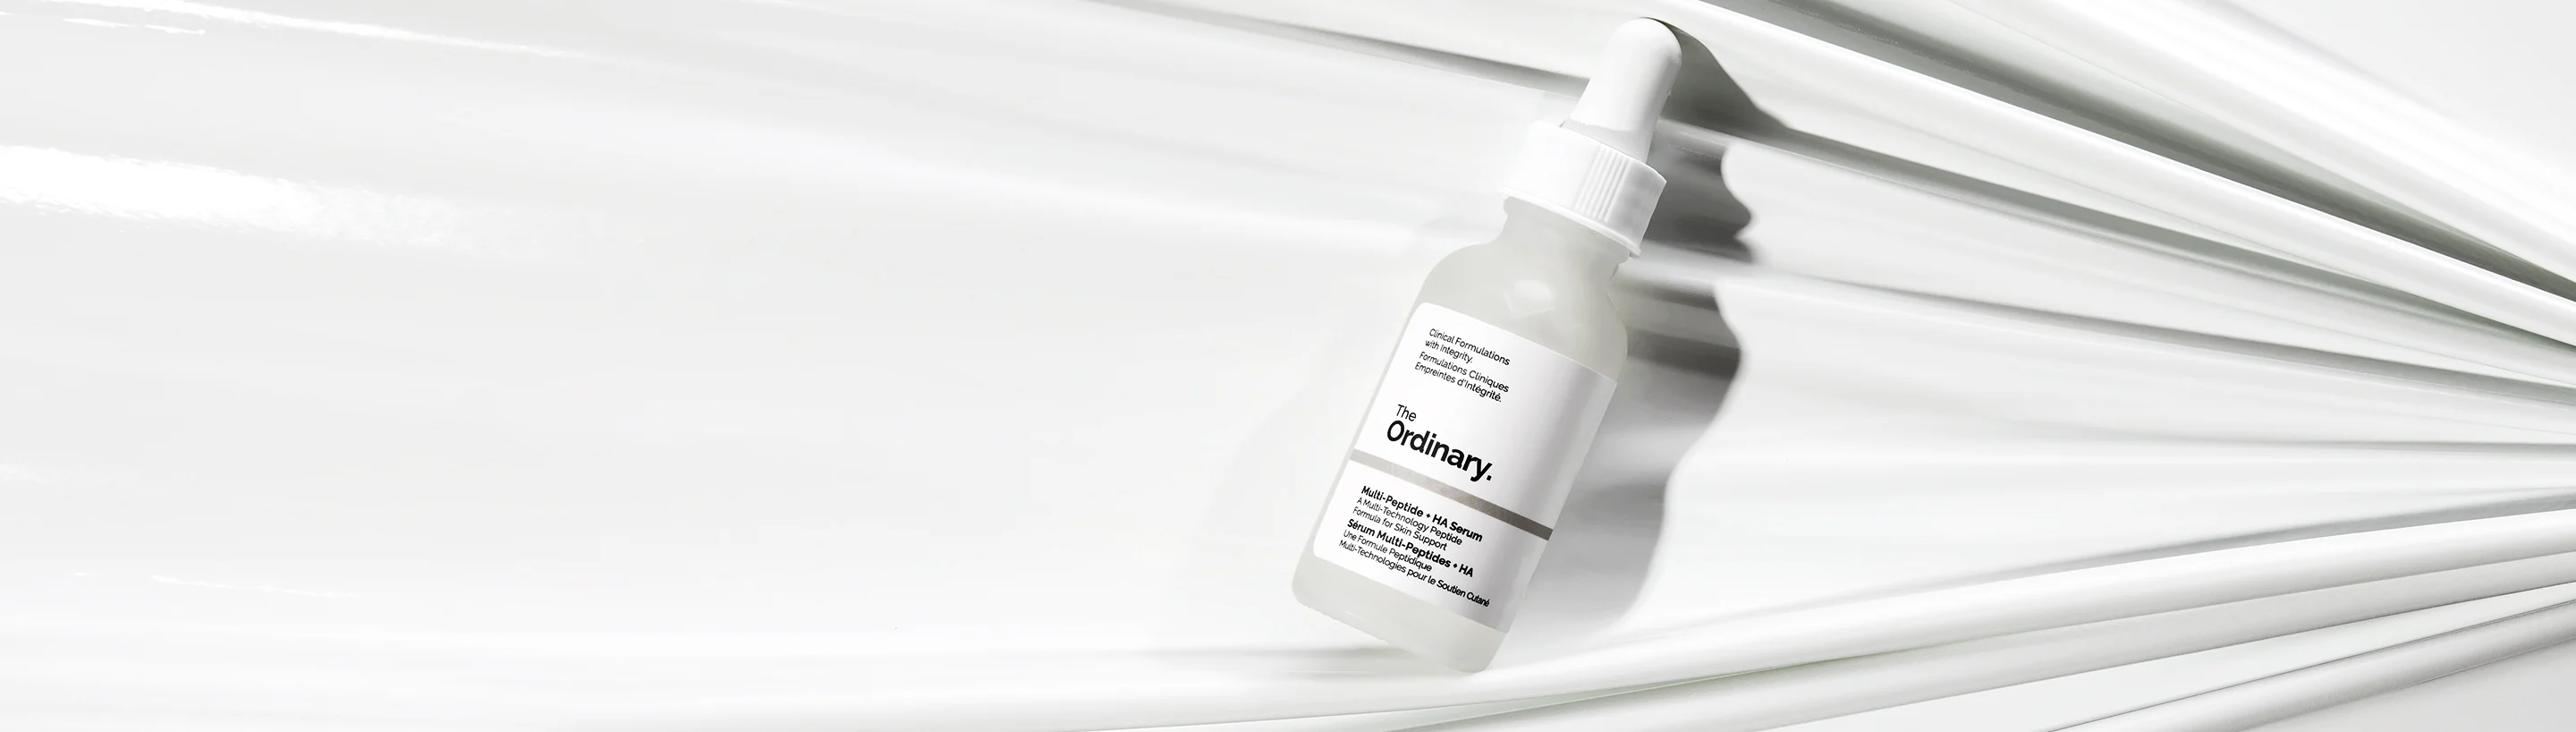 Clinical Formulations
with Integrity.
Formulations Cliniques
Empreintes d'Intégrité.
The
Ordinary.
Multi-Peptide + HA Serum
A Multi-Technology Peptide
Formula for Skin Support
Sérum Multi-Peptides + HA
Une Formule Peptidique
Multi-Technologies pour le Soutien Cutané